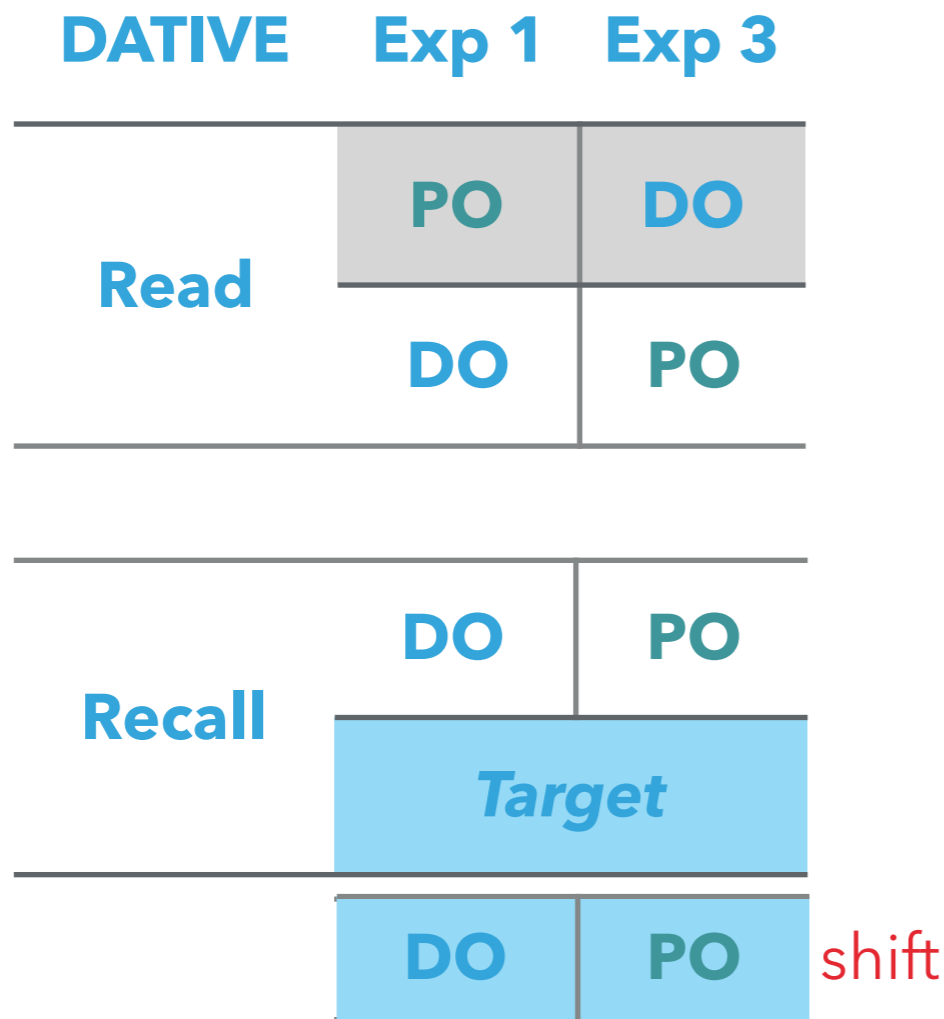 DATIVE Exp 1 Exp 3
PO DO
Read
DO PO
DO PO
Recall
Target
DO PO shift